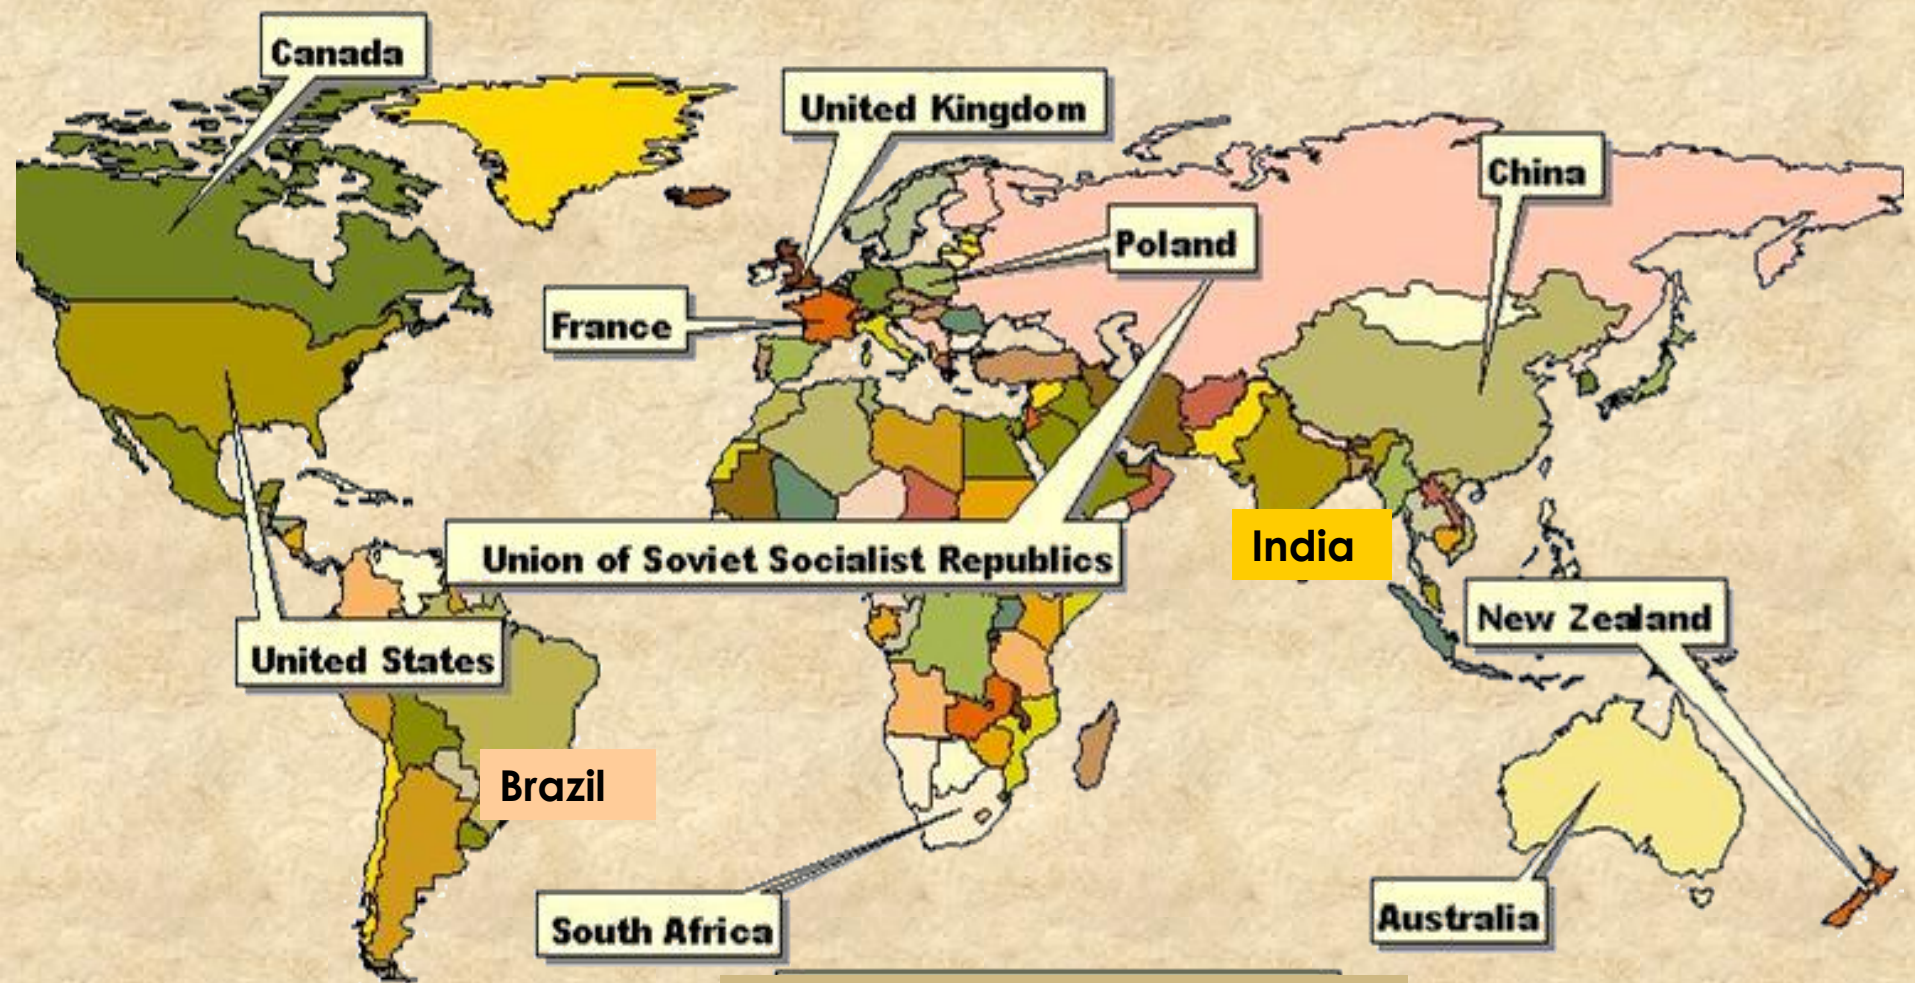 Canada
United Kingdom
China
Poland
France
Union of Soviet Socialist Republics
India
New Zealand
United States
Brazil
South Africa
Australia